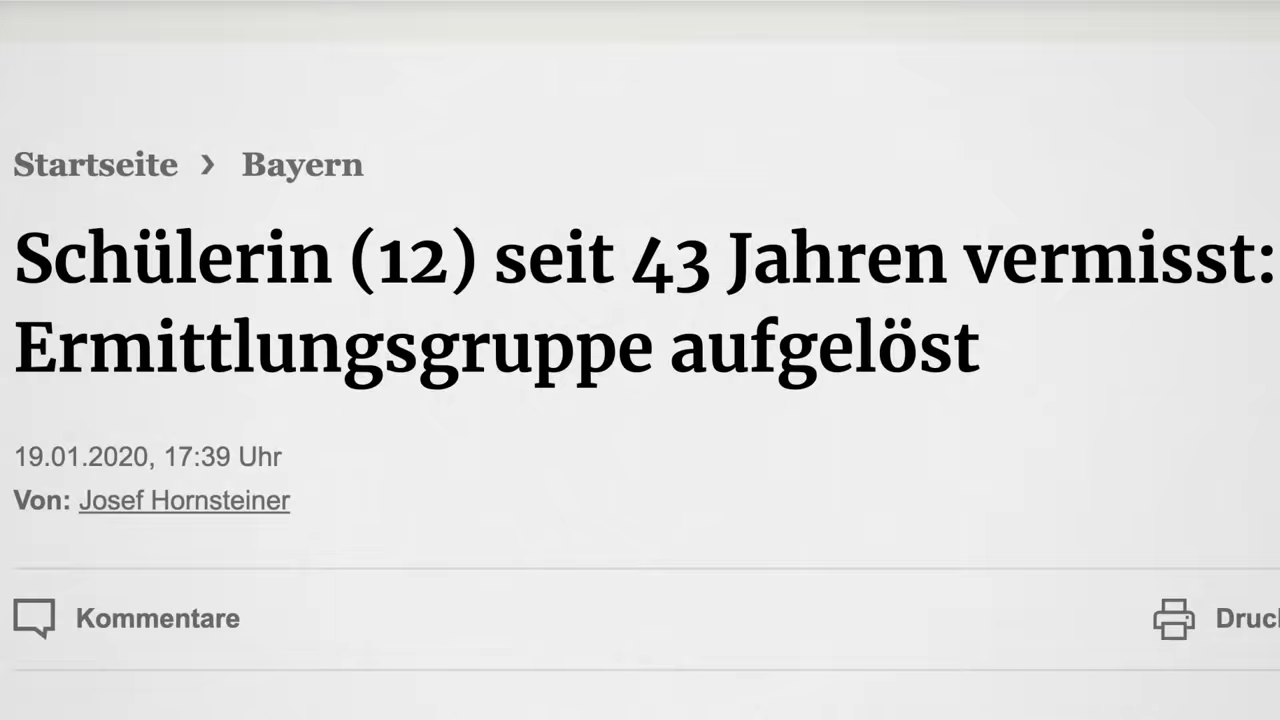 Startseite › Bayern
Schülerin (12) seit 43 Jahren vermisst:
Ermittlungsgruppe aufgelöst
19.01.2020, 17:39 Uhr
Von: Josef Hornsteiner
Kommentare